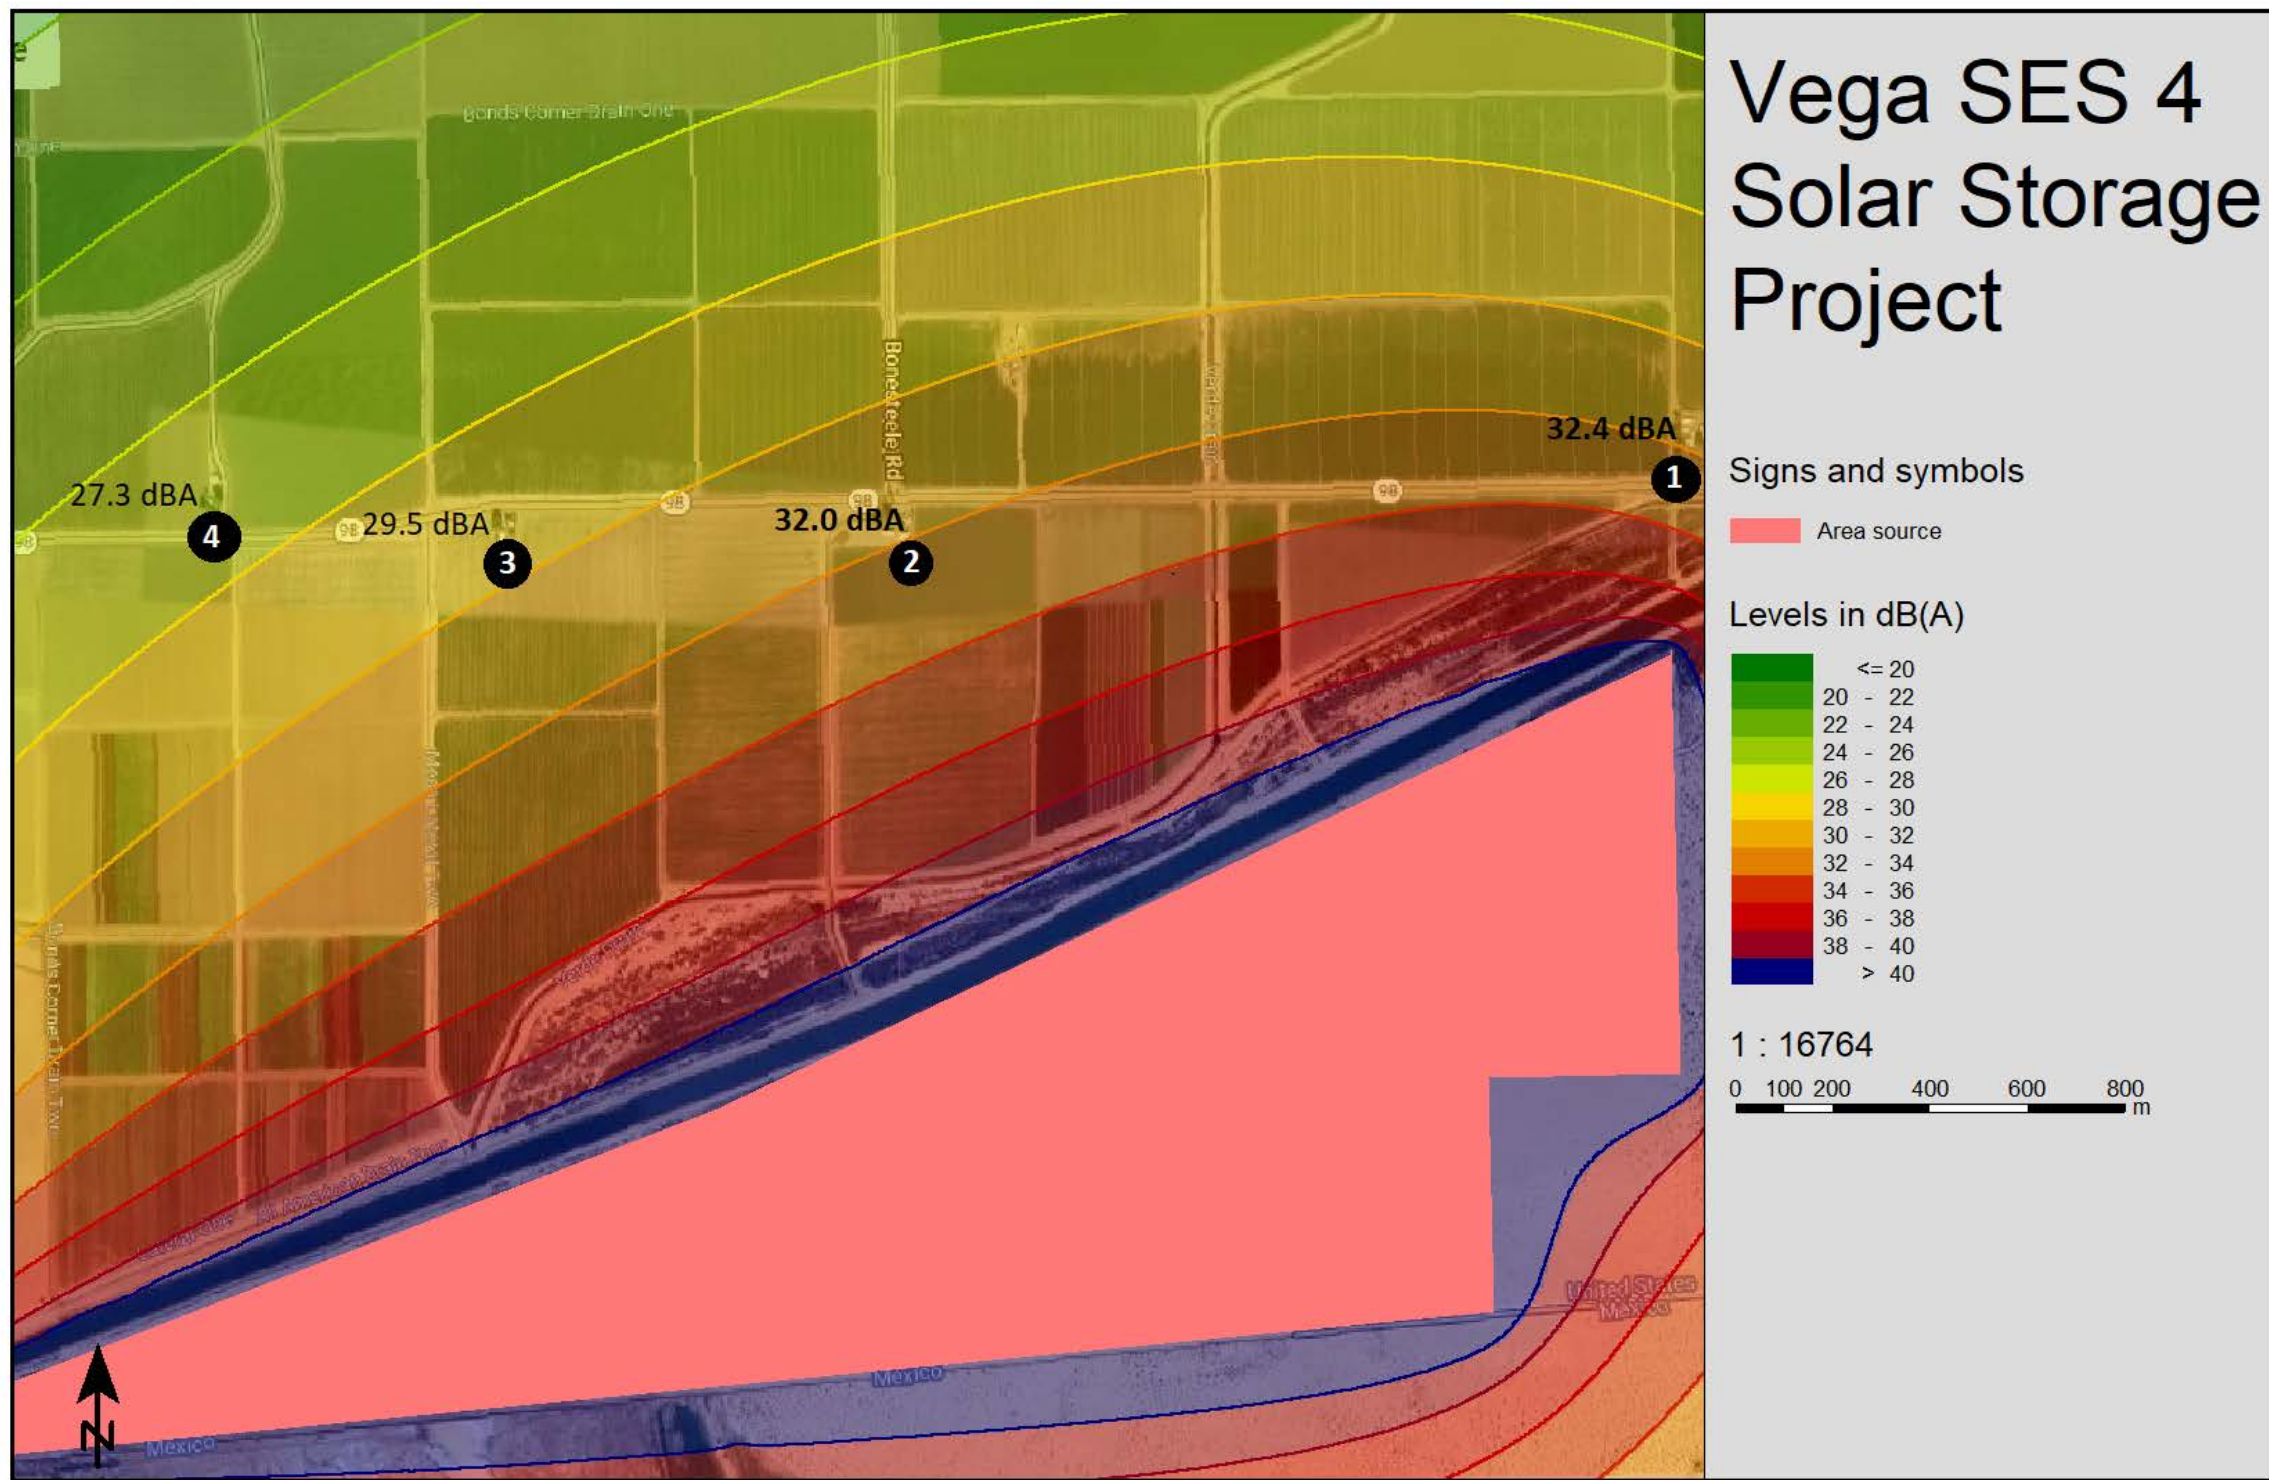 Vega SES 4
Solar Storage
Project
Signs and symbols
Area source
Levels in dB(A)
<= 20
20 - 22
22 - 24
24 - 26
26 - 28
28 - 30
30 - 32
32 - 34
34 - 36
36 - 38
38 - 40
> 40
1 : 16764
0 100 200 400 600 800
m
e
Bonds Corner Drain One
Bonesteele Rd
32.4 dBA
1
98
98
98
98
98
27.3 dBA
4
29.5 dBA
3
32.0 dBA
2
United States
México
México
México
N